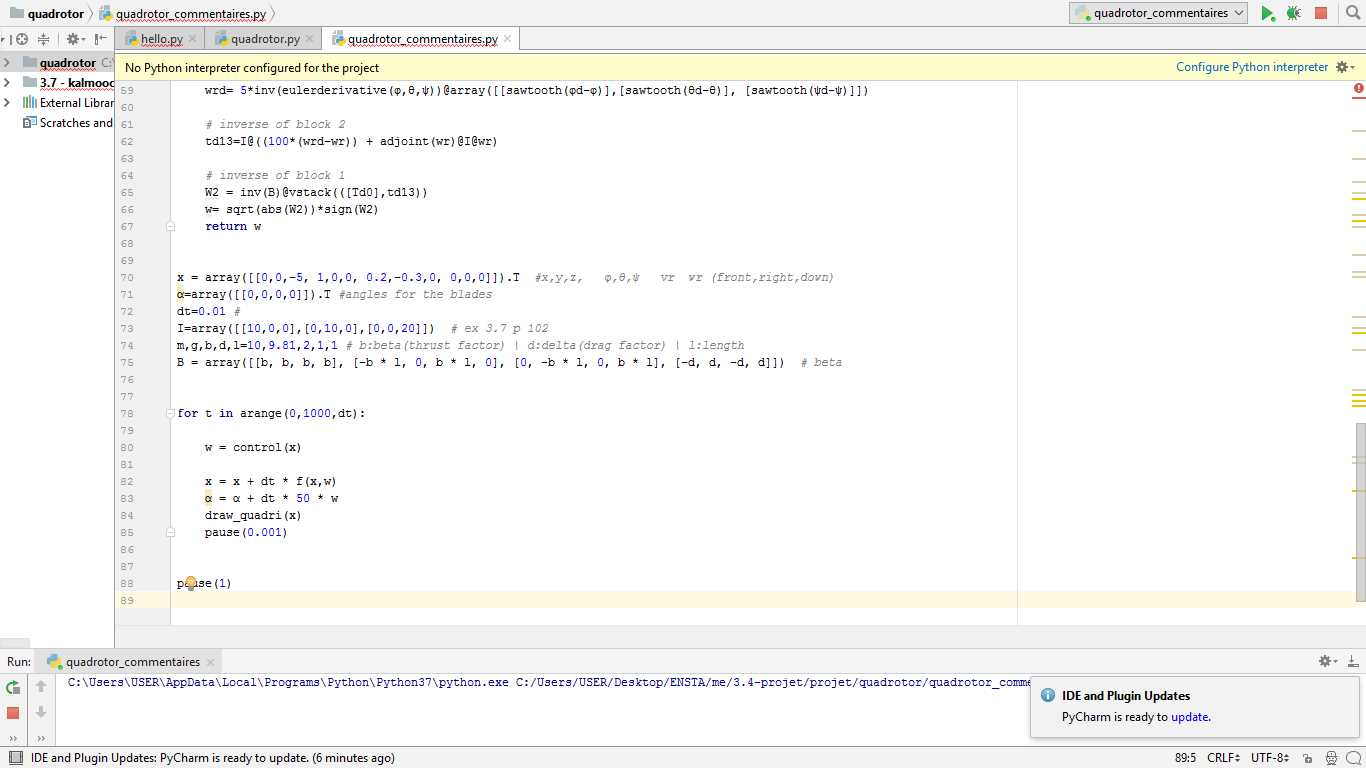 quadrotor quadrotor_commentaires.py quadrotor_commentaires
hello.py quadrotor.py quadrotor_commentaires.py
quadrotor C:\
3.7 - kalmoo
External Librar
Scratches and
No Python interpreter configured for the project Configure Python interpreter
59 wrd= 5*inv(eulerderivative(φ,θ,ψ))@array([[sawtooth(φd-φ)],[sawtooth(θd-θ)], [sawtooth(ψd-ψ)]])
60
61 # inverse of block 2
62 td13=I@((100*(wrd-wr)) + adjoint(wr)@I@wr)
63
64 # inverse of block 1
65 W2 = inv(B)@vstack(([Td0],td13))
66 w= sqrt(abs(W2))*sign(W2)
67 return w
68
69
70 x = array([[0,0,-5, 1,0,0, 0.2,-0.3,0, 0,0,0]]).T #x,y,z, φ,θ,ψ vr wr (front,right,down)
71 α=array([[0,0,0,0]]).T #angles for the blades
72 dt=0.01 #
73 I=array([[10,0,0],[0,10,0],[0,0,20]]) # ex 3.7 p 102
74 m,g,b,d,l=10,9.81,2,1,1 # b:beta(thrust factor) | d:delta(drag factor) | l:length
75 B = array([[b, b, b, b], [-b * l, 0, b * l, 0], [0, -b * l, 0, b * l], [-d, d, -d, d]]) # beta
76
77
78 for t in arange(0,1000,dt):
79
80 w = control(x)
81
82 x = x + dt * f(x,w)
83 α = α + dt * 50 * w
84 draw_quadri(x)
85 pause(0.001)
86
87
88 pause(1)
89
Run: quadrotor_commentaires
C:\Users\USER\AppData\Local\Programs\Python\Python37\python.exe C:/Users/USER/Desktop/ENSTA/me/3.4-projet/projet/quadrotor/quadrotor_comme
IDE and Plugin Updates
PyCharm is ready to update.
IDE and Plugin Updates: PyCharm is ready to update. (6 minutes ago) 89:5 CRLF UTF-8